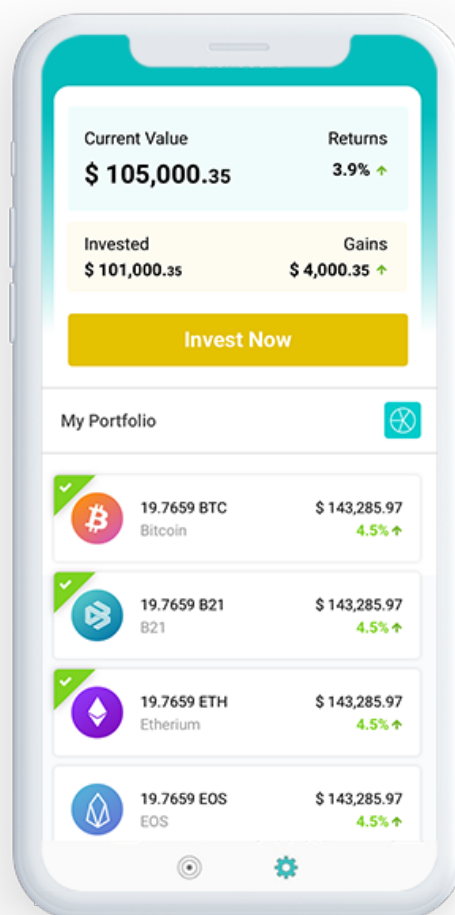 Current Value Returns
$ 105,000.35 3.9%
Invested Gains
$ 101,000.35 $ 4,000.35
Invest Now
My Portfolio
19.7659 BTC $ 143,285.97
Bitcoin 4.5%
19.7659 B21 $ 143,285.97
B21 4.5%
19.7659 ETH $ 143,285.97
Etherium 4.5%
19.7659 EOS $ 143,285.97
EOS 4.5%